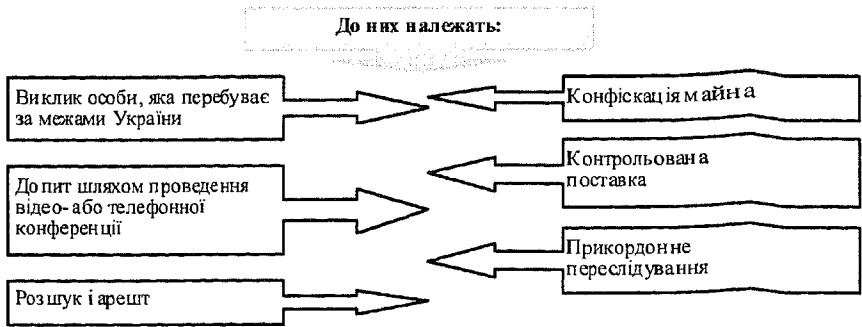 До них належать:
Виклик особи, яка перебуває
за межами України
Допит шляхом проведення
відео- або телефонної
конференції
Розшук і арешт
Конфіскація майна
Контрольована
поставка
Прикордонне
переслідування